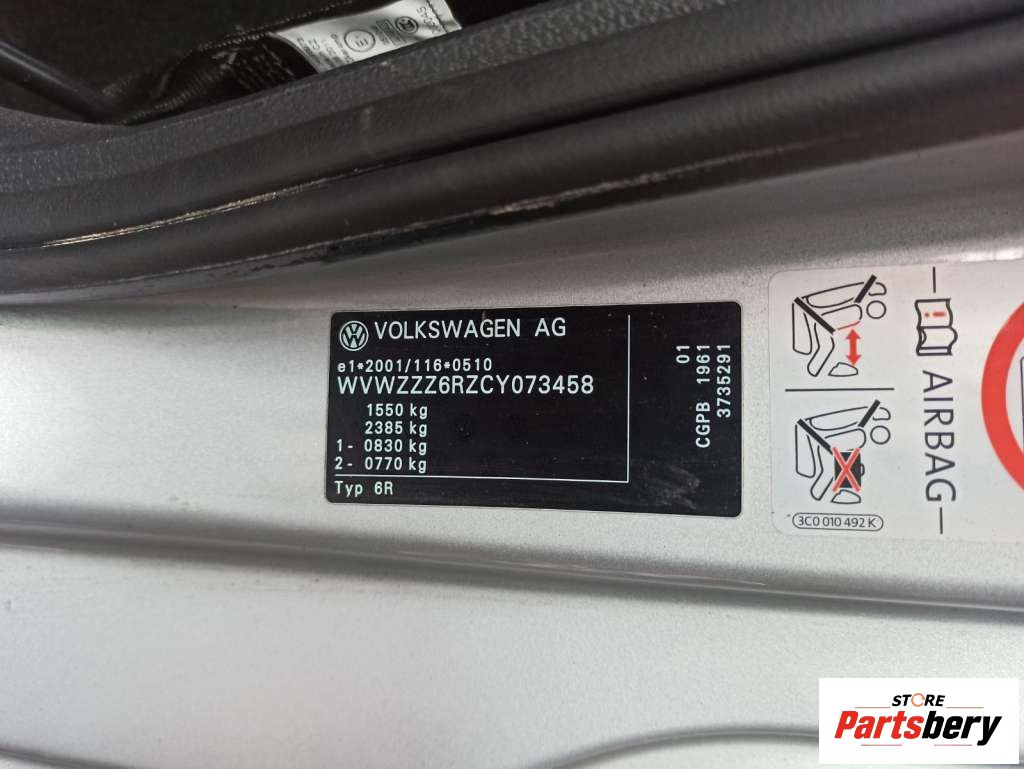 VOLKSWAGEN AG
e1*2001/116*0510
WVWZZZ6RZCY073458
1550 kg
2385 kg
1- 0830 kg
2- 0770 kg
Typ 6R
01
CGPB 1961
3735291
AIRBAG
3C0 010 492 K
STORE
Partsbery